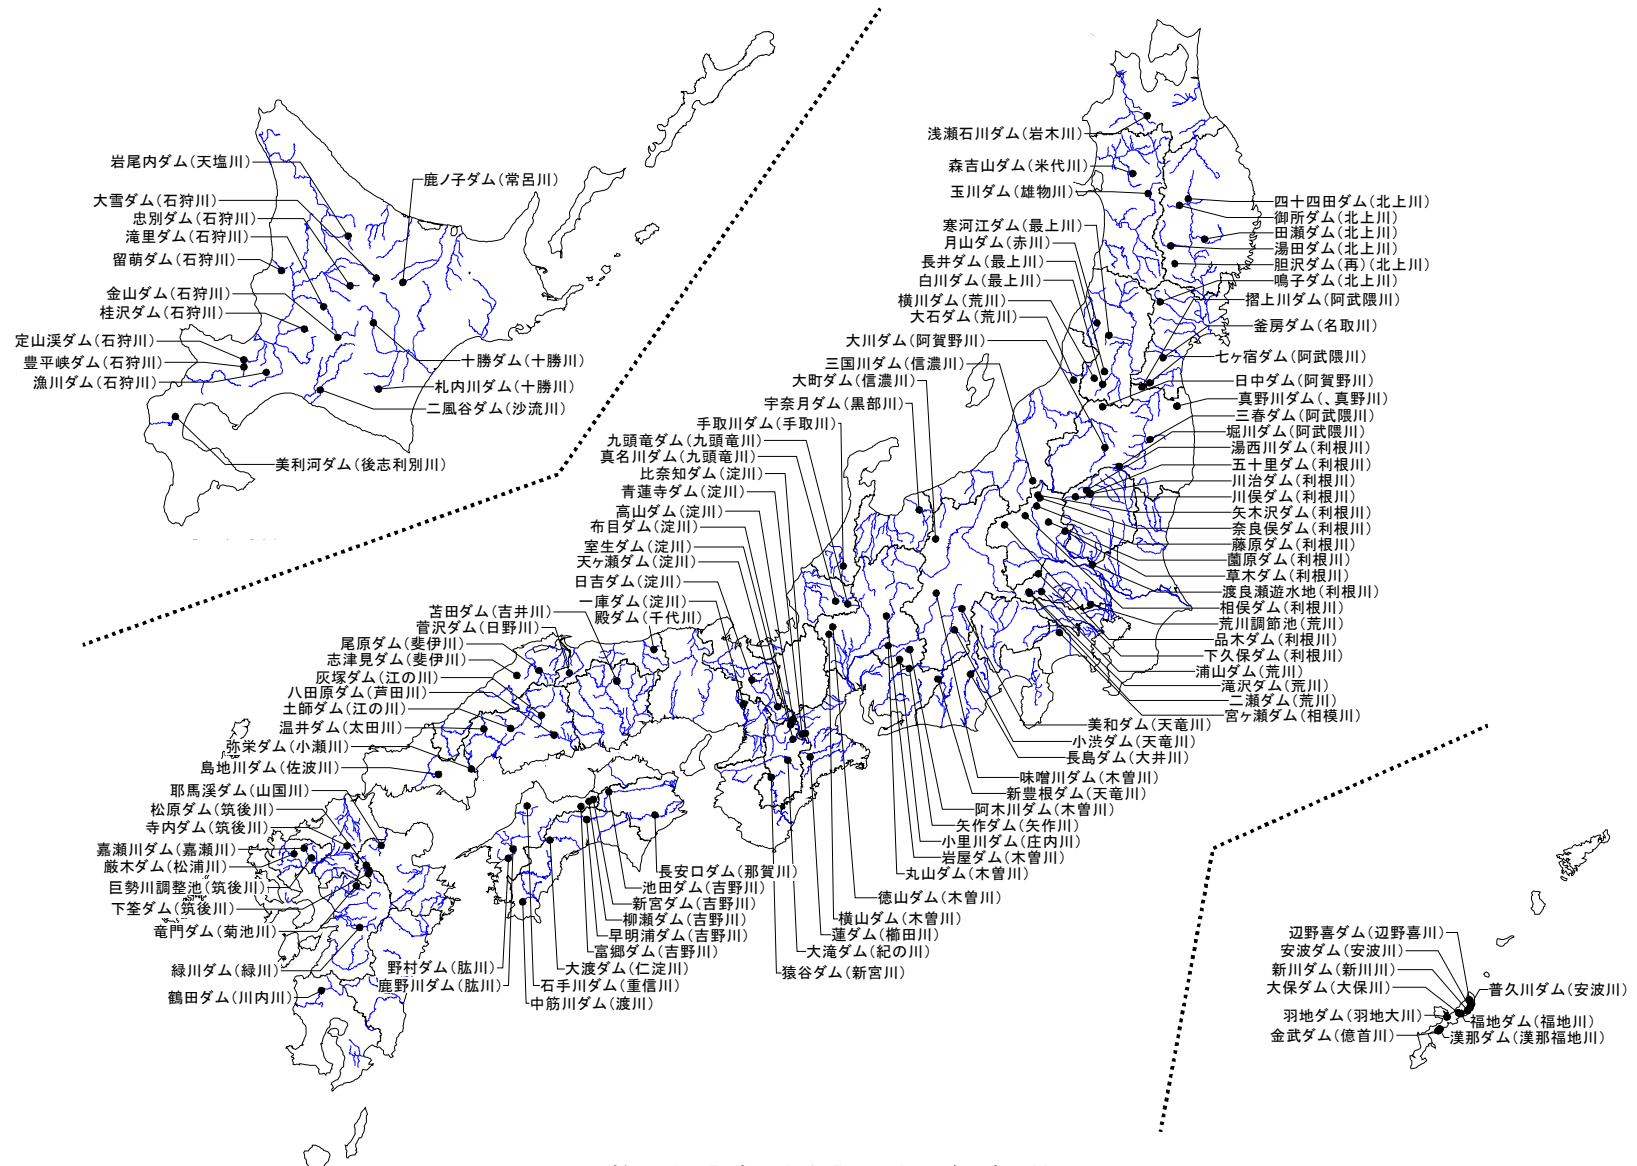 岩尾内ダム(天塩川)
大雪ダム(石狩川)
忠別ダム(石狩川)
滝里ダム(石狩川)
留萌ダム(石狩川)
金山ダム(石狩川)
桂沢ダム(石狩川)
定山渓ダム(石狩川)
豊平峡ダム(石狩川)
漁川ダム(石狩川)
鹿ノ子ダム(常呂川)
十勝ダム(十勝川)
札内川ダム(十勝川)
二風谷ダム(沙流川)
美利河ダム(後志利別川)
浅瀬石川ダム(岩木川)
森吉山ダム(米代川)
玉川ダム(雄物川)
寒河江ダム(最上川)
月山ダム(赤川)
長井ダム(最上川)
白川ダム(最上川)
横川ダム(荒川)
大石ダム(荒川)
大川ダム(阿賀野川)
三国川ダム(信濃川)
大町ダム(信濃川)
宇奈月ダム(黒部川)
手取川ダム(手取川)
九頭竜ダム(九頭竜川)
真名川ダム(九頭竜川)
比奈知ダム(淀川)
青蓮寺ダム(淀川)
高山ダム(淀川)
布目ダム(淀川)
室生ダム(淀川)
天ヶ瀬ダム(淀川)
日吉ダム(淀川)
一庫ダム(淀川)
殿ダム(千代川)
苫田ダム(吉井川)
菅沢ダム(日野川)
尾原ダム(斐伊川)
志津見ダム(斐伊川)
灰塚ダム(江の川)
八田原ダム(芦田川)
土師ダム(江の川)
温井ダム(太田川)
弥栄ダム(小瀬川)
島地川ダム(佐波川)
耶馬渓ダム(山国川)
松原ダム(筑後川)
寺内ダム(筑後川)
嘉瀬川ダム(嘉瀬川)
厳木ダム(松浦川)
巨勢川調整池(筑後川)
下筌ダム(筑後川)
竜門ダム(菊池川)
緑川ダム(緑川)
鶴田ダム(川内川)
四十四田ダム(北上川)
御所ダム(北上川)
田瀬ダム(北上川)
湯田ダム(北上川)
胆沢ダム(再)(北上川)
鳴子ダム(北上川)
摺上川ダム(阿武隈川)
釜房ダム(名取川)
七ヶ宿ダム(阿武隈川)
日中ダム(阿賀野川)
真野川ダム(、真野川)
三春ダム(阿武隈川)
堀川ダム(阿武隈川)
湯西川ダム(利根川)
五十里ダム(利根川)
川治ダム(利根川)
川俣ダム(利根川)
矢木沢ダム(利根川)
奈良俣ダム(利根川)
藤原ダム(利根川)
薗原ダム(利根川)
草木ダム(利根川)
渡良瀬遊水地(利根川)
相俣ダム(利根川)
荒川調節池(荒川)
品木ダム(利根川)
下久保ダム(利根川)
浦山ダム(荒川)
滝沢ダム(荒川)
二瀬ダム(荒川)
宮ヶ瀬ダム(相模川)
美和ダム(天竜川)
小渋ダム(天竜川)
長島ダム(大井川)
味噌川ダム(木曽川)
新豊根ダム(天竜川)
阿木川ダム(木曽川)
矢作ダム(矢作川)
小里川ダム(庄内川)
岩屋ダム(木曽川)
丸山ダム(木曽川)
徳山ダム(木曽川)
横山ダム(木曽川)
蓮ダム(櫛田川)
大滝ダム(紀の川)
猿谷ダム(新宮川)
長安口ダム(那賀川)
池田ダム(吉野川)
新宮ダム(吉野川)
柳瀬ダム(吉野川)
早明浦ダム(吉野川)
富郷ダム(吉野川)
大渡ダム(仁淀川)
石手川ダム(重信川)
中筋川ダム(渡川)
野村ダム(肱川)
鹿野川ダム(肱川)
辺野喜ダム(辺野喜川)
安波ダム(安波川)
新川ダム(新川川)
大保ダム(大保川)
普久川ダム(安波川)
羽地ダム(羽地大川)
福地ダム(福地川)
金武ダム(億首川)
漢那ダム(漢那福地川)